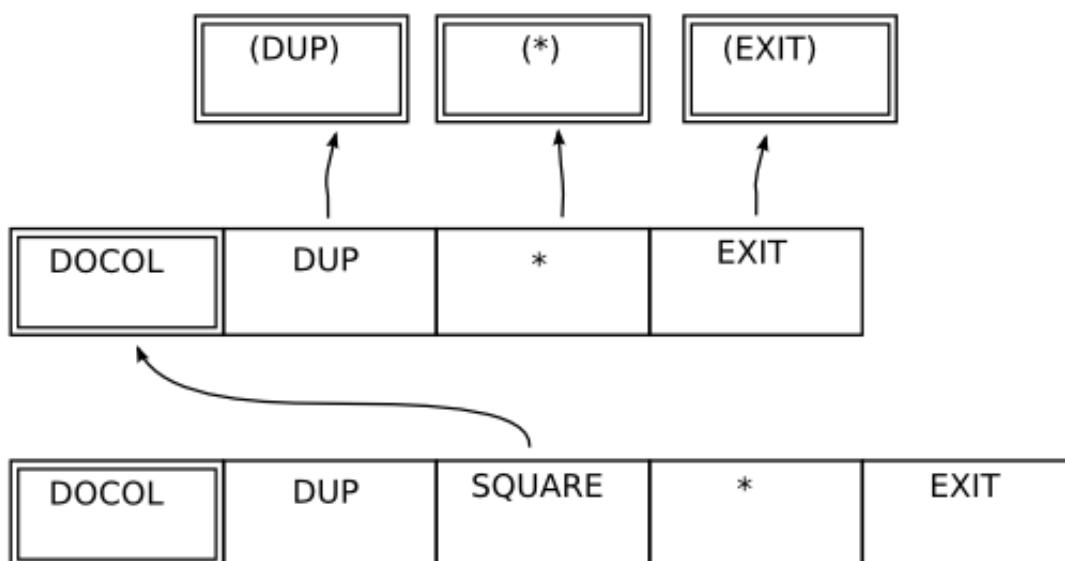 (DUP) (*) (EXIT)
DOCOL DUP * EXIT
DOCOL DUP SQUARE * EXIT